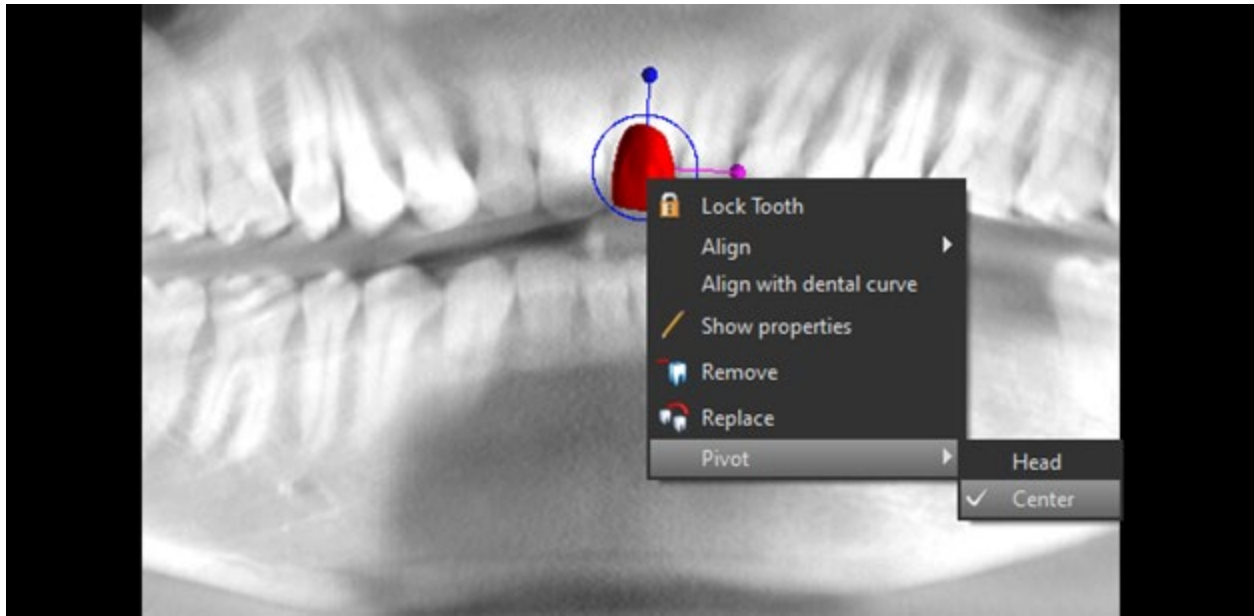 Lock Tooth
Align
Align with dental curve
Show properties
Remove
Replace
Pivot
Head
Center